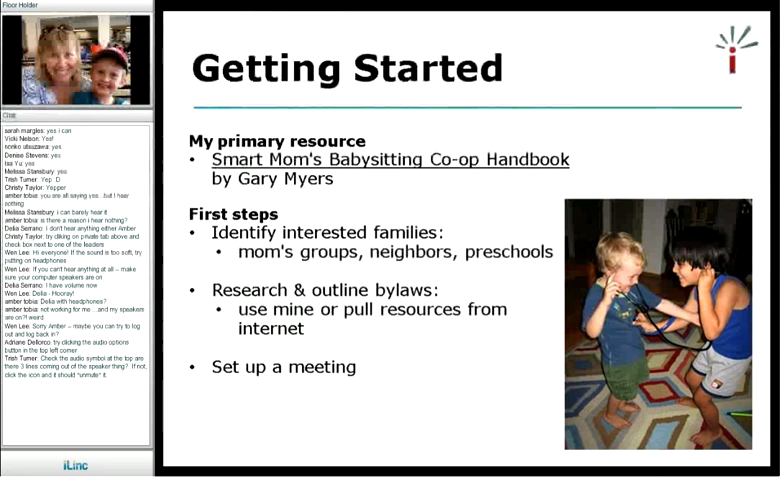 Floor Holder
Chat
sarah margles: yes i can
Vicki Nelson: Yes!
noriko utsuzawa: yes
Denise Stevens: yes
Isa Yu: yes
Melissa Stansbury: yes
Trish Turner: Yep :D
Christy Taylor: Yepper
amber tobia: you are all saying yes...but I hear
nothing
Melissa Stansbury: i can barely hear it
amber tobia: is there a reason i hear nothing?
Delia Serrano: I don't hear anything either Amber
Christy Taylor: try cliking on private tab above and
check box next to one of the leaders
Wen Lee: Hi everyone! If the sound is too soft, try
putting on headphones
Wen Lee: If you can't hear anything at all – make
sure your computer speakers are on
Delia Serrano: I have volume now
Wen Lee: Delia - Hooray!
amber tobia: Delia with headphones?
amber tobia: not working for me ...and my speakers
are on?! weird
Wen Lee: Sorry Amber – maybe you can try to log
out and log back in?
Adriane Dellorco: try clicking the audio options
button in the top left corner
Trish Turner: Check the audio symbol at the top are
there 3 lines coming out of the speaker thing? If not,
click the icon and it should "unmute" it.
iLinc
Getting Started
My primary resource
• Smart Mom's Babysitting Co-op Handbook
by Gary Myers
First steps
• Identify interested families:
• mom's groups, neighbors, preschools
• Research & outline bylaws:
• use mine or pull resources from
internet
• Set up a meeting